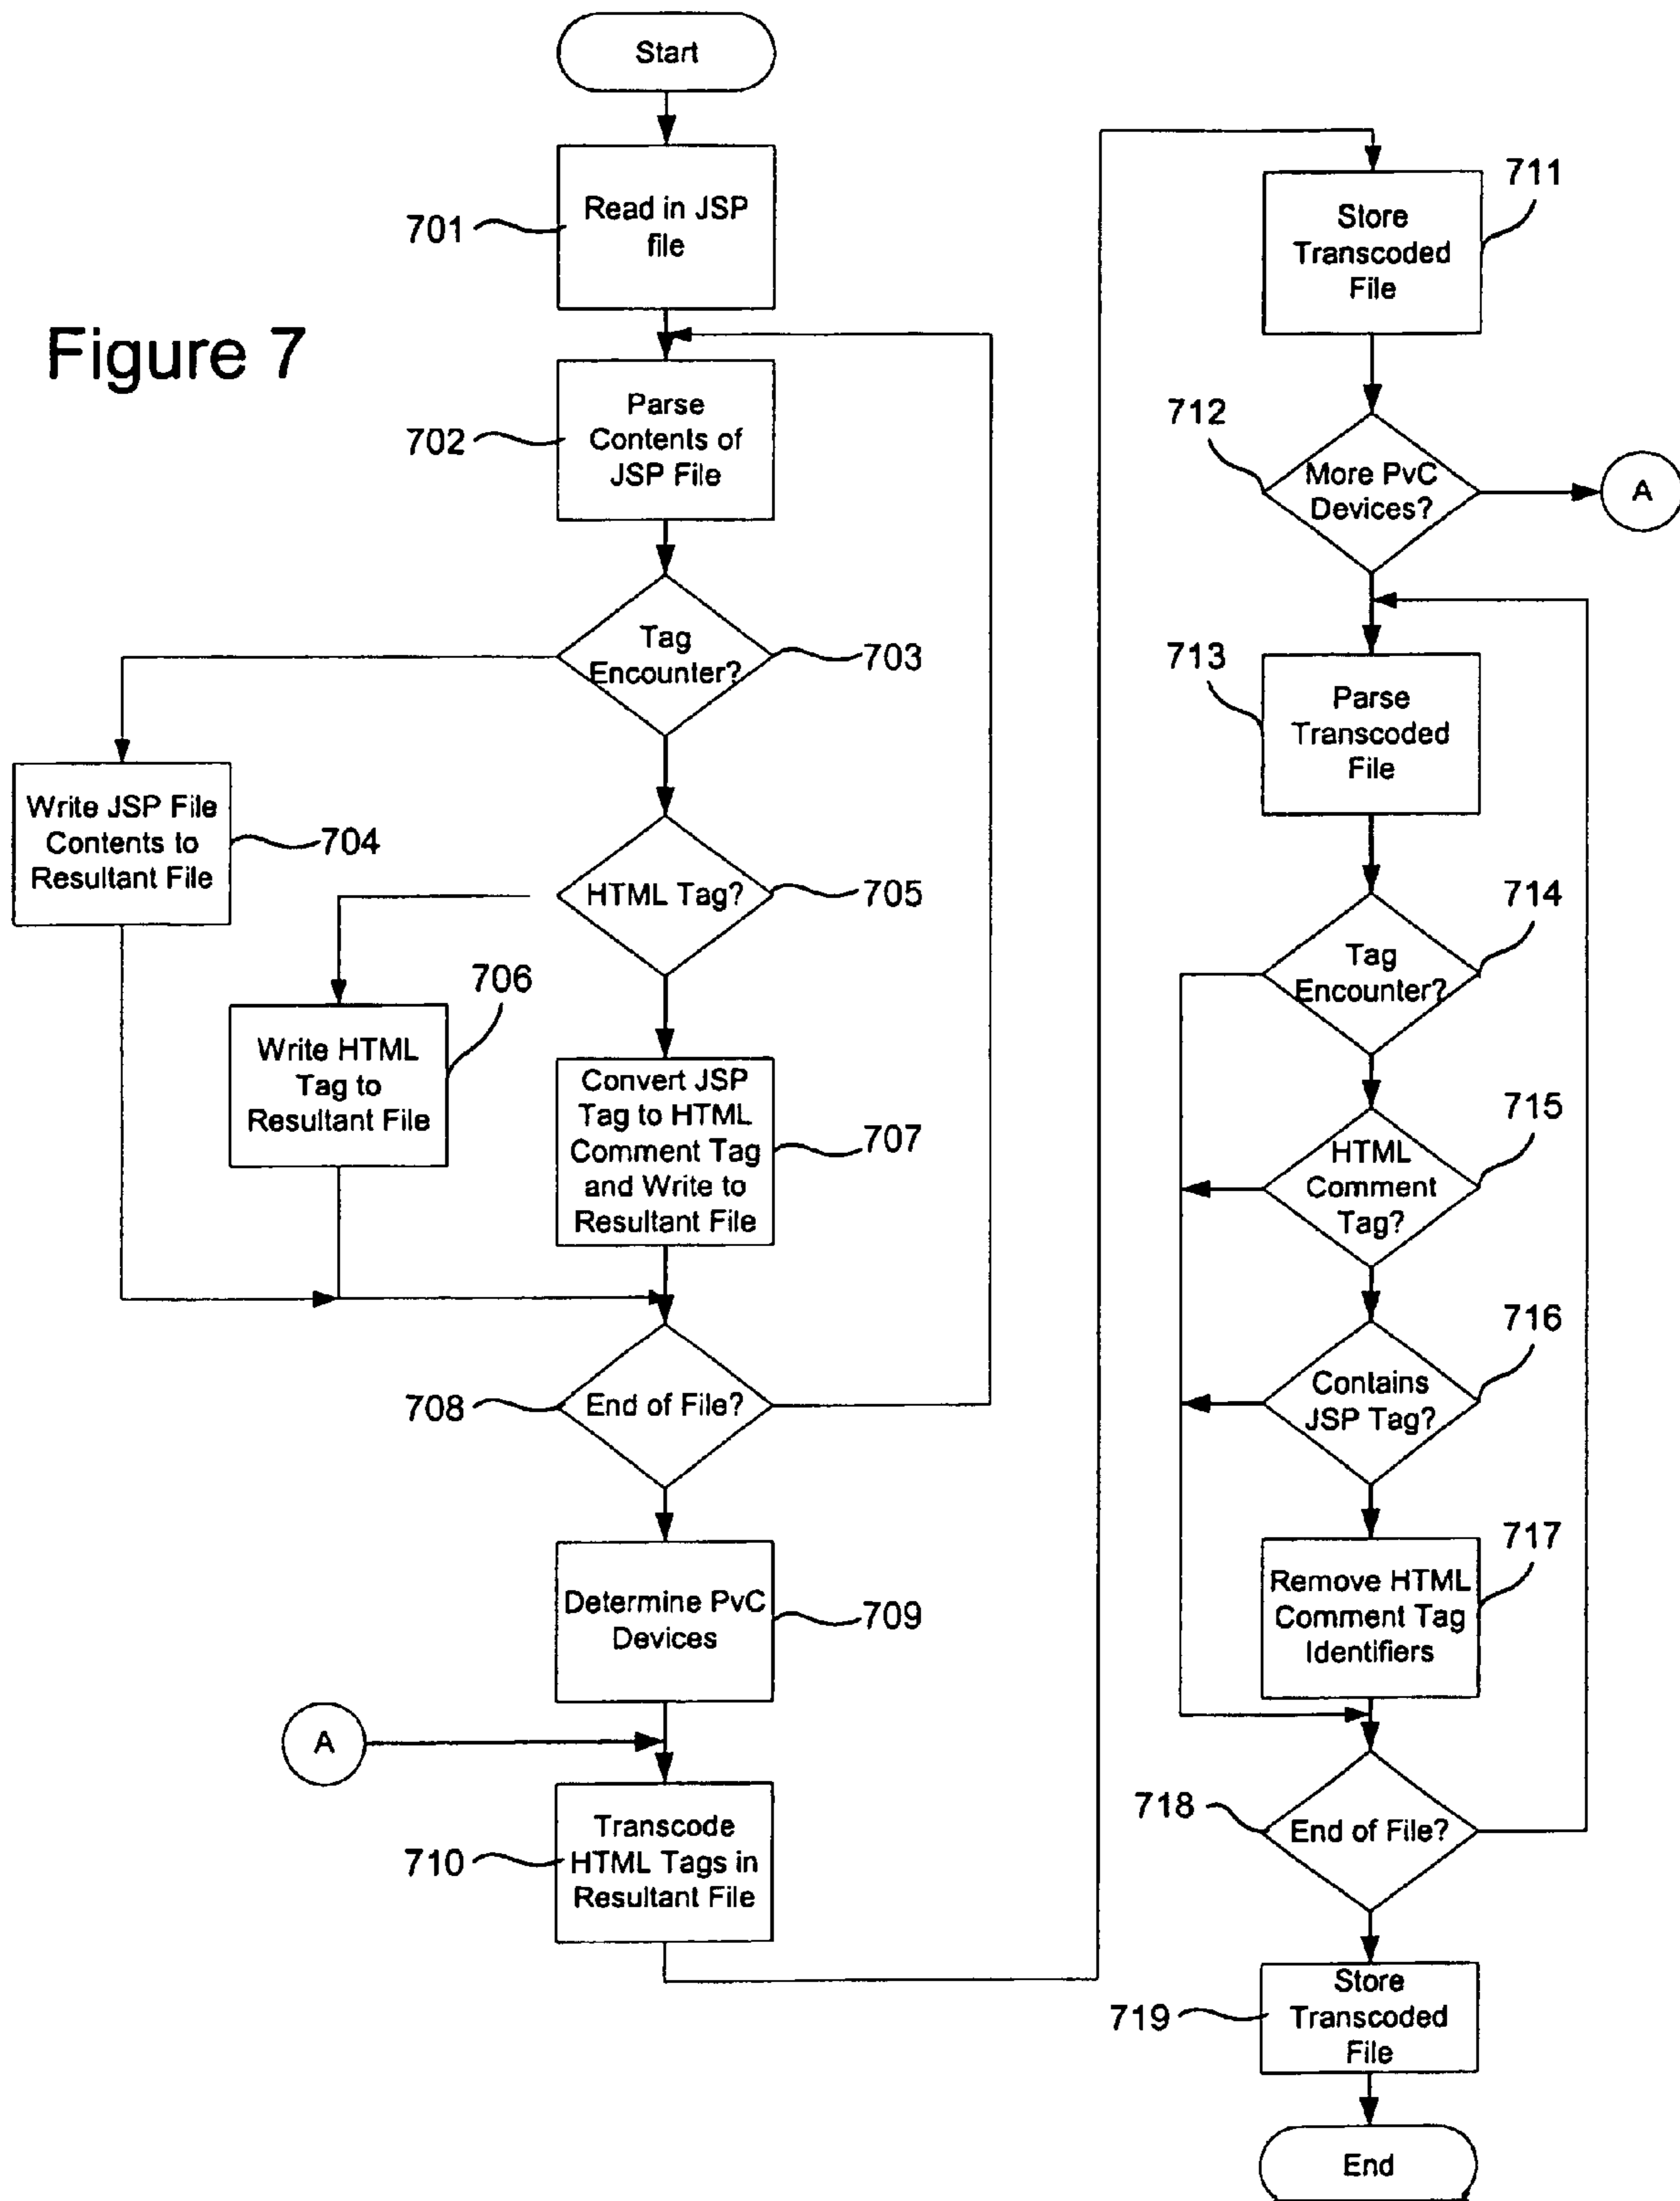 Figure 7
Start
701
Read in JSP
file
702
Parse
Contents of
JSP File
Tag
Encounter?
703
Write JSP File
Contents to
Resultant File
704
HTML Tag?
705
706
Write HTML
Tag to
Resultant File
Convert JSP
Tag to HTML
Comment Tag
and Write to
Resultant File
707
708
End of File?
Determine PvC
Devices
709
A
710
Transcode
HTML Tags in
Resultant File
711
Store
Transcoded
File
712
More PvC
Devices?
A
713
Parse
Transcoded
File
714
Tag
Encounter?
715
HTML
Comment
Tag?
716
Contains
JSP Tag?
717
Remove HTML
Comment Tag
Identifiers
718
End of File?
719
Store
Transcoded
File
End